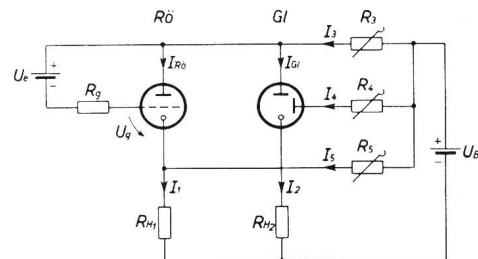 RÖ Gl
I3 R3
IRö IGl
Ue + − Rg Ug
I4 R4
I5 R5
I1 I2
RH1 RH2
+ − UB